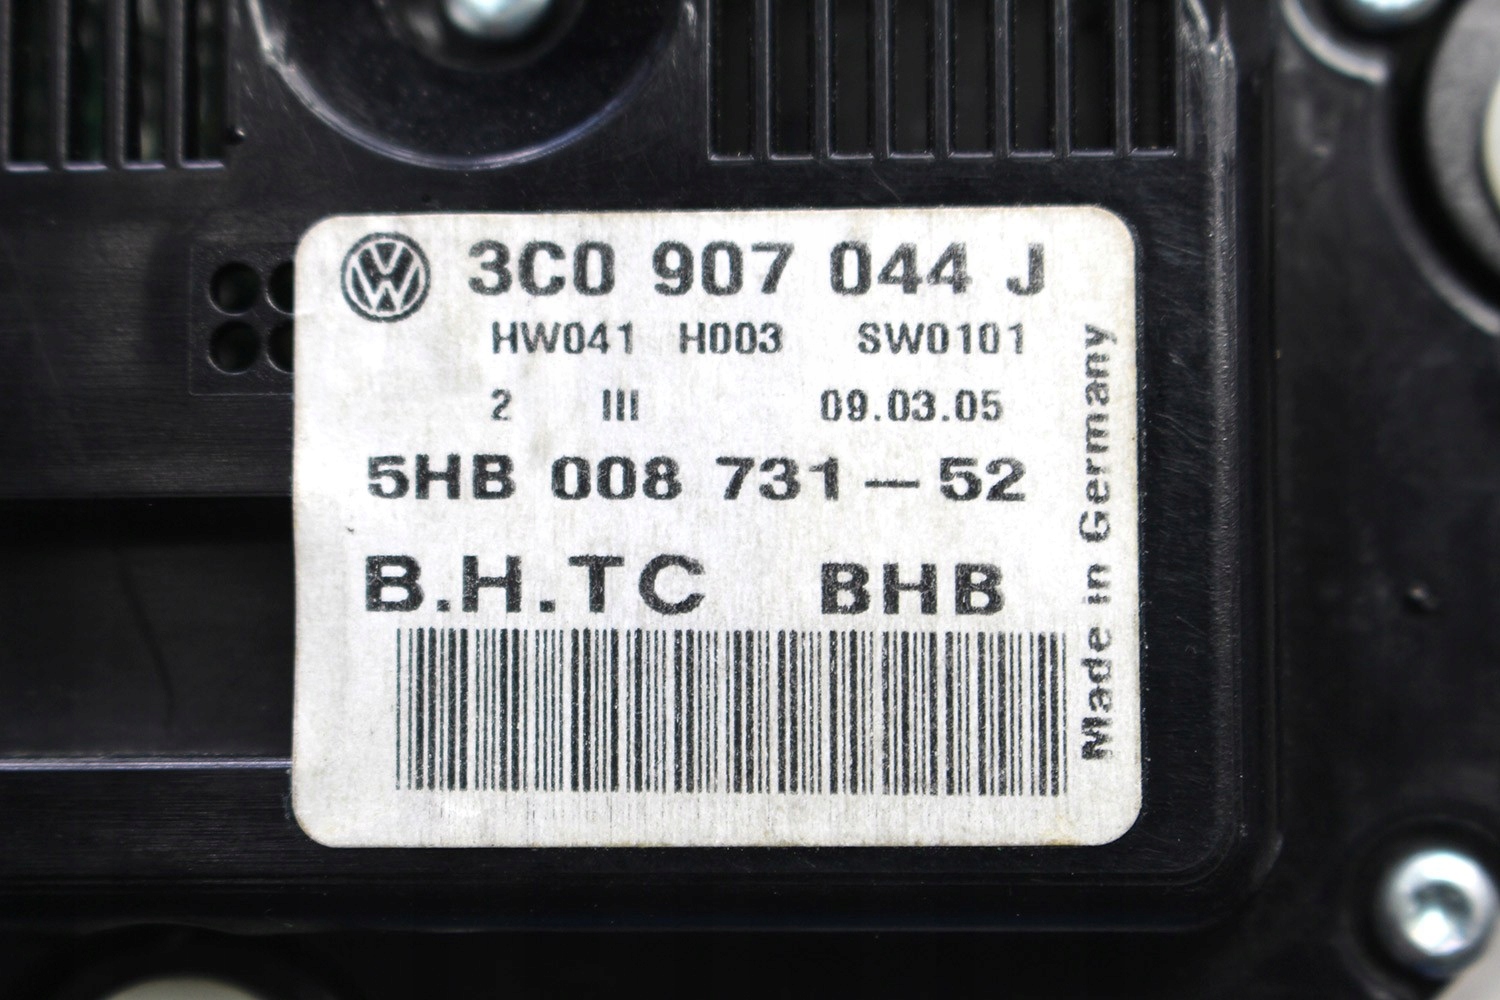 3C0 907 044 J
HW041 H003 SW0101
2 III 09.03.05
5HB 008 731-52
B.H.TC BHB
Made in Germany